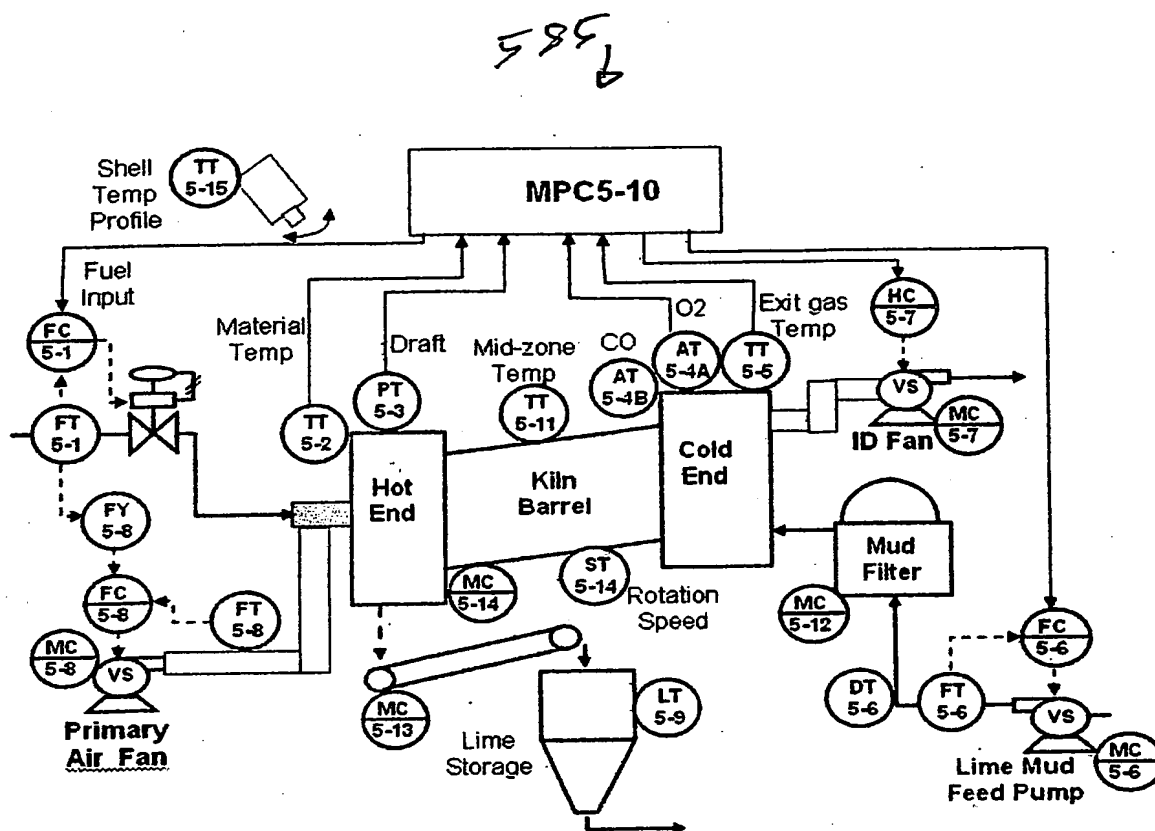 585
MPC5-10
Shell
Temp
Profile
TT
5-15
Fuel
Input
FC
5-1
FT
5-1
FY
5-8
FC
5-8
FT
5-8
MC
5-8
VS
Primary
Air Fan
Material
Temp
TT
5-2
Draft
PT
5-3
Hot
End
Mid-zone
Temp
TT
5-11
Kiln
Barrel
MC
5-14
ST
5-14
Rotation
Speed
MC
5-13
Lime
Storage
LT
5-9
CO
AT
5-4B
O2
AT
5-4A
Exit gas
Temp
TT
5-5
Cold
End
HC
5-7
VS
MC
5-7
ID Fan
Mud
Filter
MC
5-12
DT
5-6
FT
5-6
FC
5-6
VS
MC
5-6
Lime Mud
Feed Pump